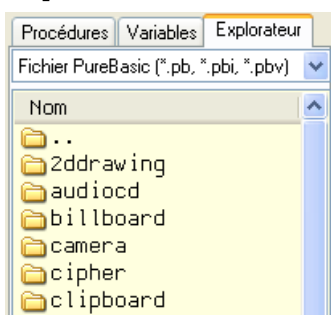 Procédures Variables Explorateur
Fichier PureBasic (*.pb, *.pbi, *.pbv)
Nom
..
2ddrawing
audiocd
billboard
camera
cipher
clipboard